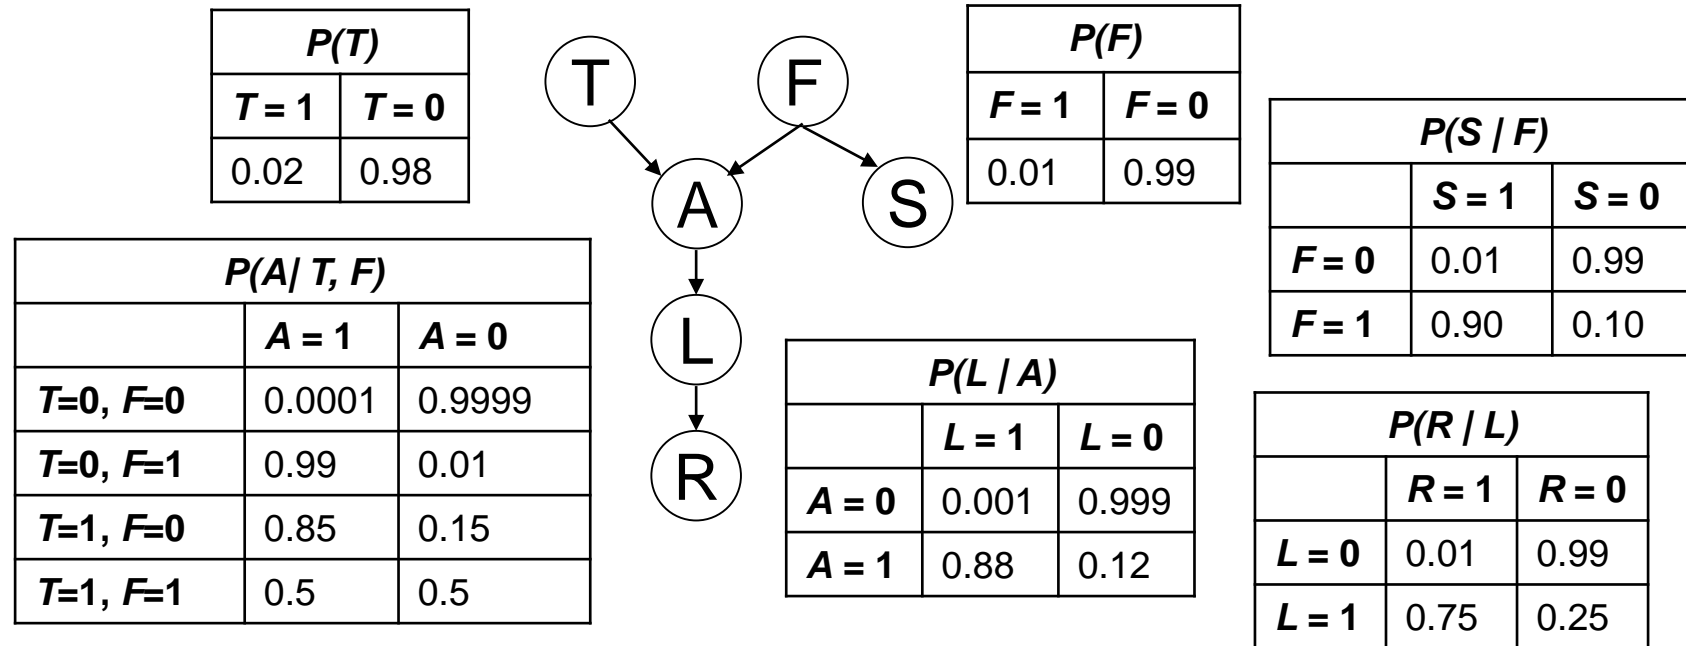 P(T)
T = 1 T = 0
0.02 0.98
T
F
A
S
L
R
P(F)
F = 1 F = 0
0.01 0.99
P(S | F)
S = 1 S = 0
F = 0 0.01 0.99
F = 1 0.90 0.10
P(A| T, F)
A = 1 A = 0
T=0, F=0 0.0001 0.9999
T=0, F=1 0.99 0.01
T=1, F=0 0.85 0.15
T=1, F=1 0.5 0.5
P(L | A)
L = 1 L = 0
A = 0 0.001 0.999
A = 1 0.88 0.12
P(R | L)
R = 1 R = 0
L = 0 0.01 0.99
L = 1 0.75 0.25